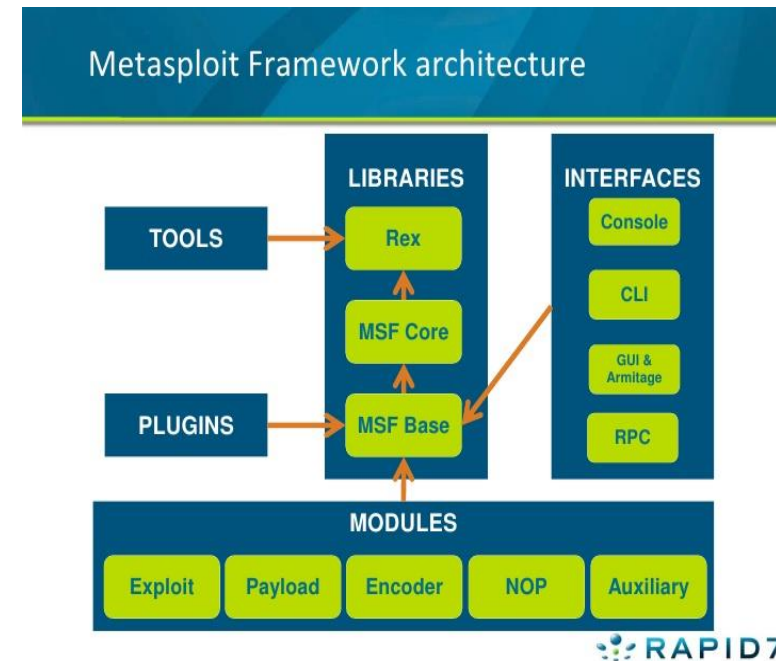 Metasploit Framework architecture
LIBRARIES
INTERFACES
TOOLS
Rex
Console
MSF Core
CLI
GUI &
Armitage
PLUGINS
MSF Base
RPC
MODULES
Exploit
Payload
Encoder
NOP
Auxiliary
RAPID7